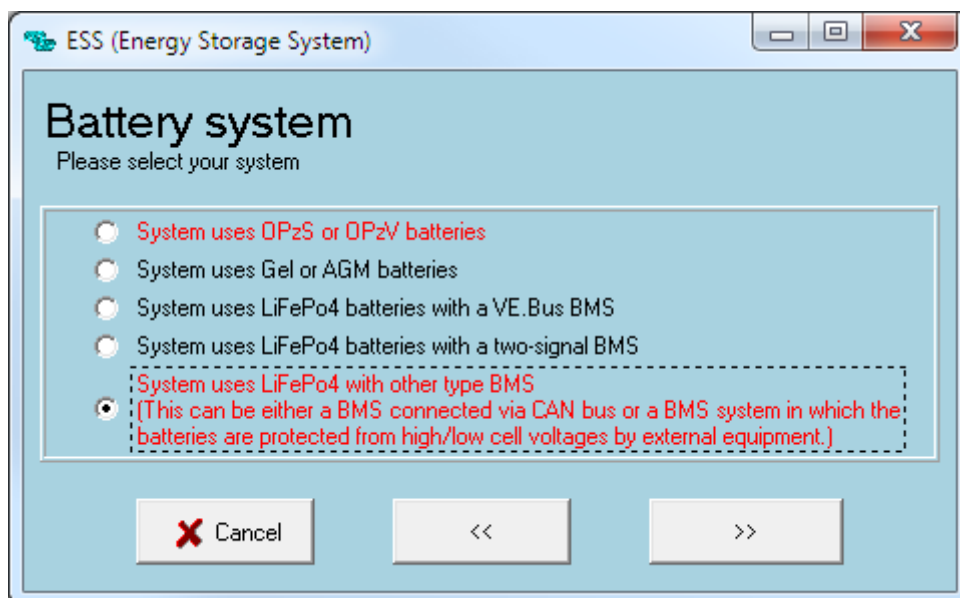 ESS (Energy Storage System)
Battery system
Please select your system
System uses OPzS or OPzV batteries
System uses Gel or AGM batteries
System uses LiFePo4 batteries with a VE.Bus BMS
System uses LiFePo4 batteries with a two-signal BMS
System uses LiFePo4 with other type BMS
(This can be either a BMS connected via CAN bus or a BMS system in which the
batteries are protected from high/low cell voltages by external equipment.)
Cancel
<<
>>